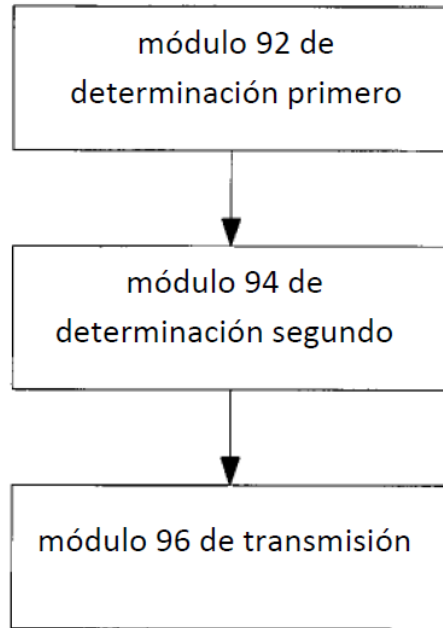 módulo 92 de
determinación primero
módulo 94 de
determinación segundo
módulo 96 de transmisión